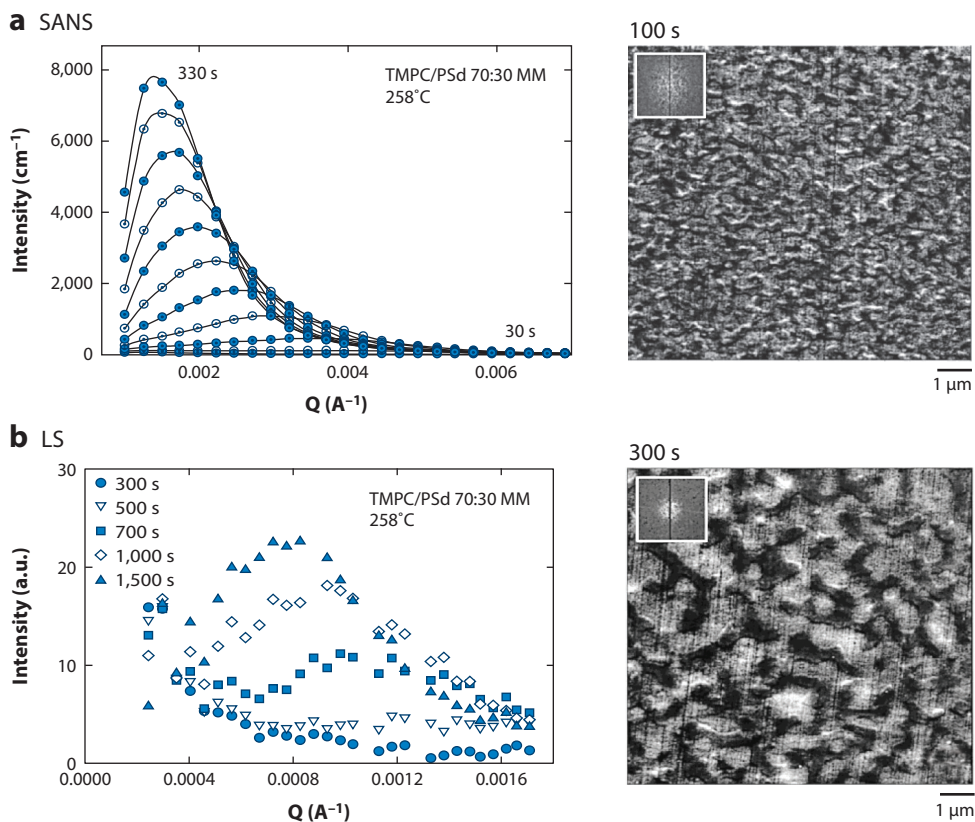 a SANS
8,000
6,000
4,000
2,000
0
Intensity (cm⁻¹)
330 s
TMPC/PSd 70:30 MM
258˚C
30 s
0.002
0.004
0.006
Q (A⁻¹)
100 s
1 μm
b LS
30
20
10
0
Intensity (a.u.)
300 s
500 s
700 s
1,000 s
1,500 s
TMPC/PSd 70:30 MM
258˚C
0.0000
0.0004
0.0008
0.0012
0.0016
Q (A⁻¹)
300 s
1 μm